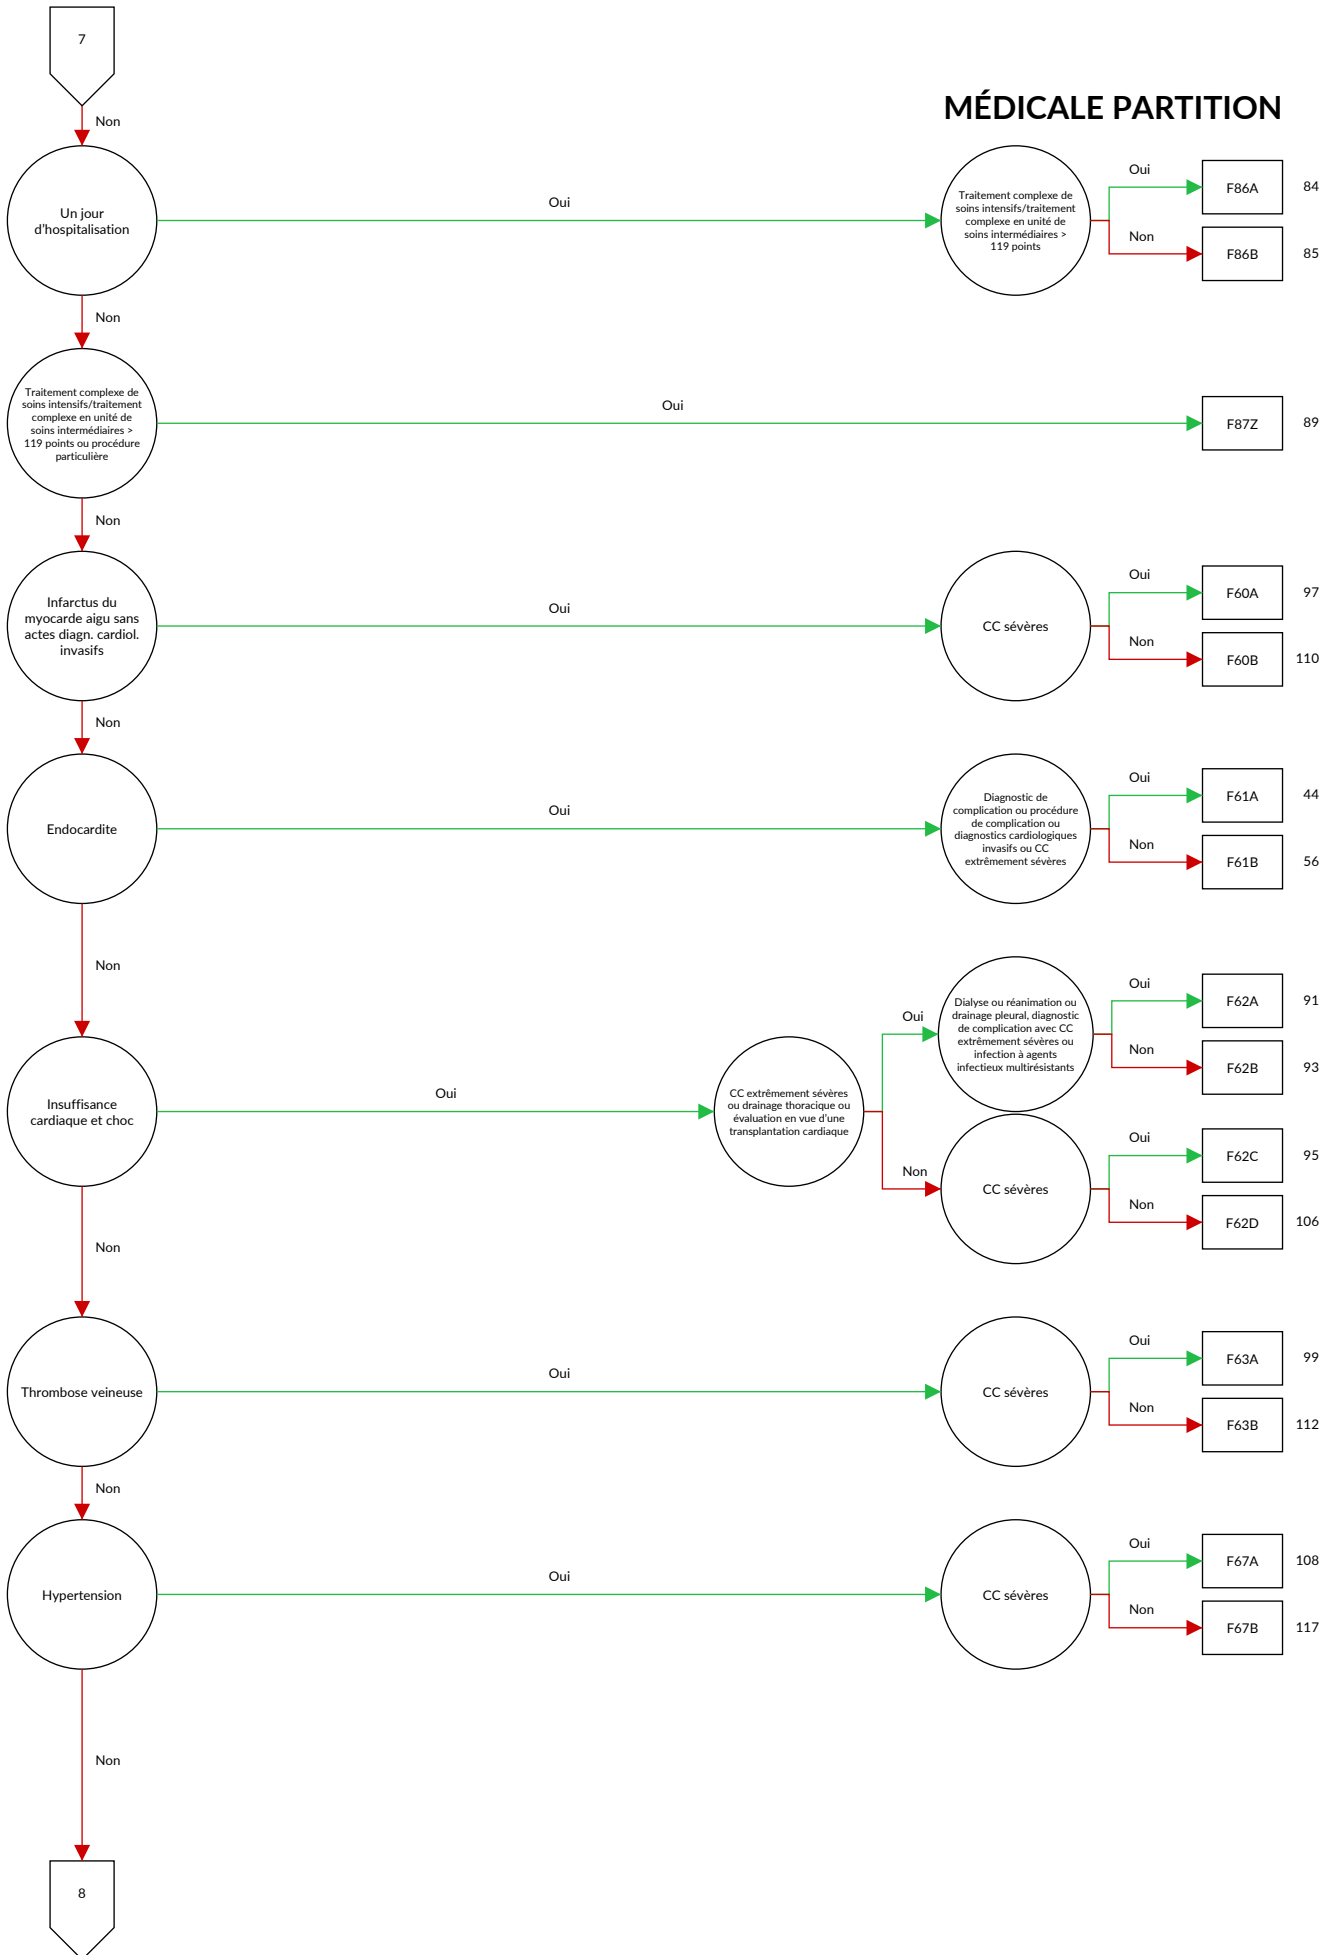 7
Non
MÉDICALE PARTITION
Un jour
d'hospitalisation
Oui
Traitement complexe de
soins intensifs/traitement
complexe en unité de
soins intermédiaires >
119 points
Oui
F86A
84
Non
F86B
85
Non
Traitement complexe de
soins intensifs/traitement
complexe en unité de
soins intermédiaires >
119 points ou procédure
particulière
Oui
F87Z
89
Non
Infarctus du
myocarde aigu sans
actes diagn. cardiol.
invasifs
Oui
CC sévères
Oui
F60A
97
Non
F60B
110
Non
Endocardite
Oui
Diagnostic de
complication ou procédure
de complication ou
diagnostics cardiologiques
invasifs ou CC
extrêmement sévères
Oui
F61A
44
Non
F61B
56
Non
Insuffisance
cardiaque et choc
Oui
CC extrêmement sévères
ou drainage thoracique ou
évaluation en vue d'une
transplantation cardiaque
Oui
Dialyse ou réanimation ou
drainage pleural, diagnostic
de complication avec CC
extrêmement sévères ou
infection à agents
infectieux multirésistants
Oui
F62A
91
Non
F62B
93
Non
CC sévères
Oui
F62C
95
Non
F62D
106
Non
Thrombose veineuse
Oui
CC sévères
Oui
F63A
99
Non
F63B
112
Non
Hypertension
Oui
CC sévères
Oui
F67A
108
Non
F67B
117
Non
8